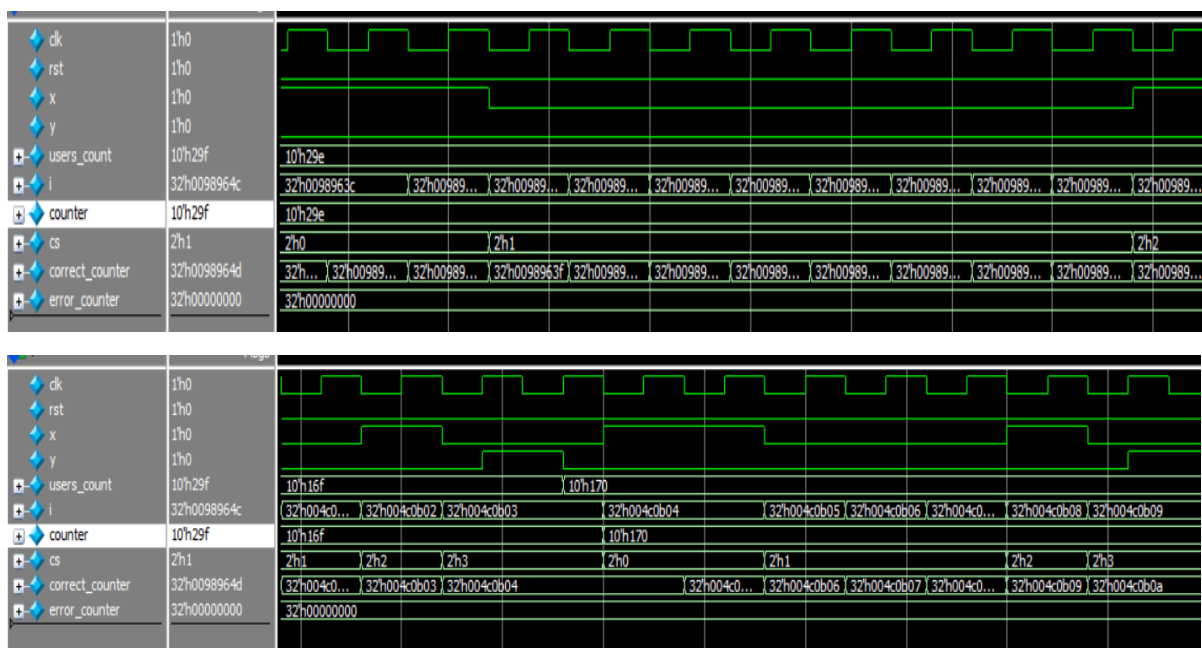 clk 1'h0
rst 1'h0
x 1'h0
y 1'h0
users_count 10'h29f 10'h29e
i 32'h0098964c 32'h0098963c 32'h00989... 32'h00989... 32'h00989... 32'h00989... 32'h00989... 32'h00989... 32'h00989... 32'h00989... 32'h00989... 32'h00989...
counter 10'h29f 10'h29e
cs 2'h1 2'h0 2'h1 2'h2
correct_counter 32'h0098964d 32'h... 32'h00989... 32'h00989... 32'h0098963f 32'h00989... 32'h00989... 32'h00989... 32'h00989... 32'h00989... 32'h00989... 32'h00989... 32'h00989...
error_counter 32'h00000000 32'h00000000
clk 1'h0
rst 1'h0
x 1'h0
y 1'h0
users_count 10'h29f 10'h16f 10'h170
i 32'h0098964c 32'h004c0... 32'h004c0b02 32'h004c0b03 32'h004c0b04 32'h004c0b05 32'h004c0b06 32'h004c0... 32'h004c0b08 32'h004c0b09
counter 10'h29f 10'h16f 10'h170
cs 2'h1 2'h1 2'h2 2'h3 2'h0 2'h1 2'h2 2'h3
correct_counter 32'h0098964d 32'h004c0... 32'h004c0b03 32'h004c0b04 32'h004c0... 32'h004c0b06 32'h004c0b07 32'h004c0... 32'h004c0b09 32'h004c0b0a
error_counter 32'h00000000 32'h00000000